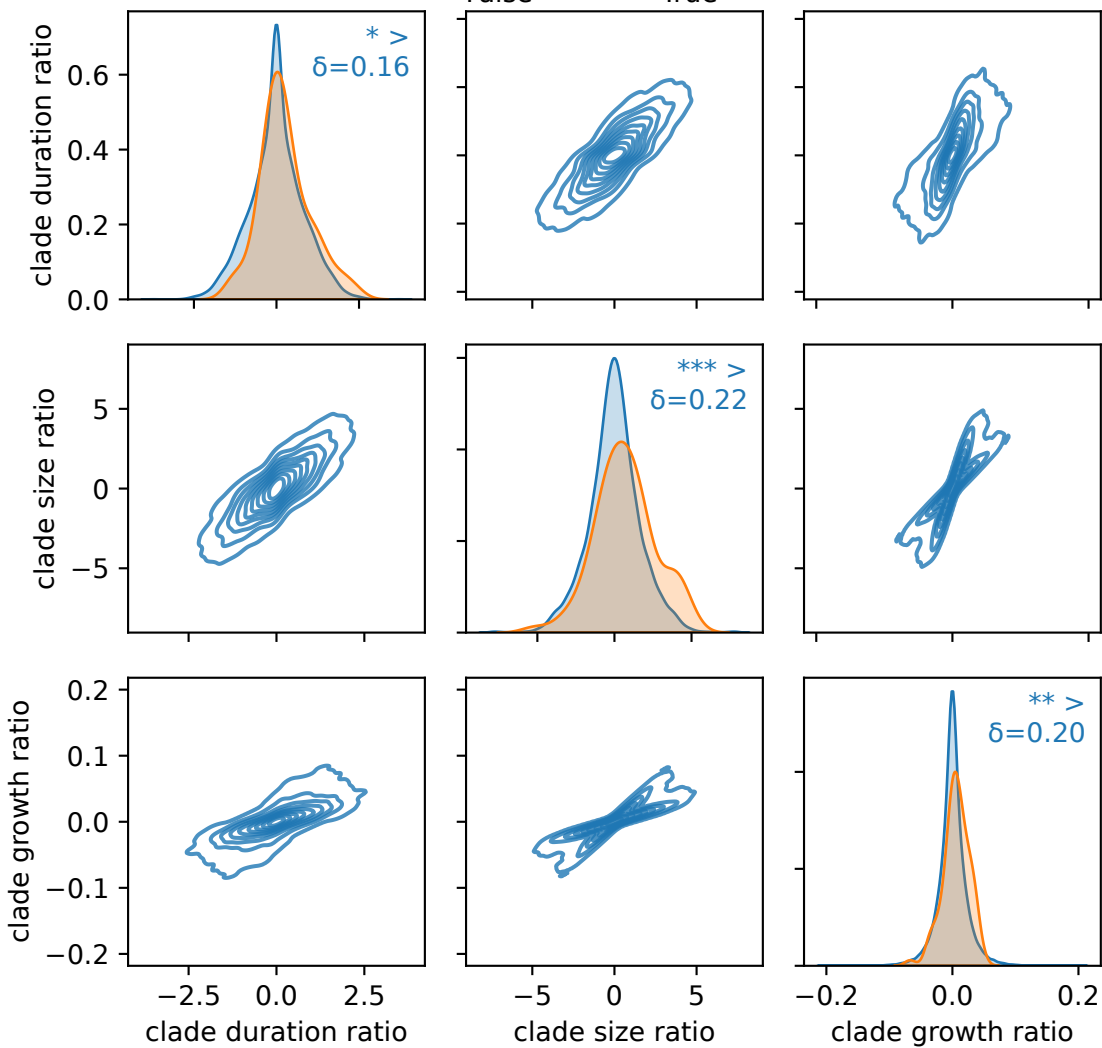 False True
clade duration ratio
0.6
0.4
0.2
0.0
* >
δ=0.16
clade size ratio
5
0
−5
*** >
δ=0.22
clade growth ratio
0.2
0.1
0.0
−0.1
−0.2
** >
δ=0.20
−2.5 0.0 2.5
−5 0 5
−0.2 0.0 0.2
clade duration ratio
clade size ratio
clade growth ratio